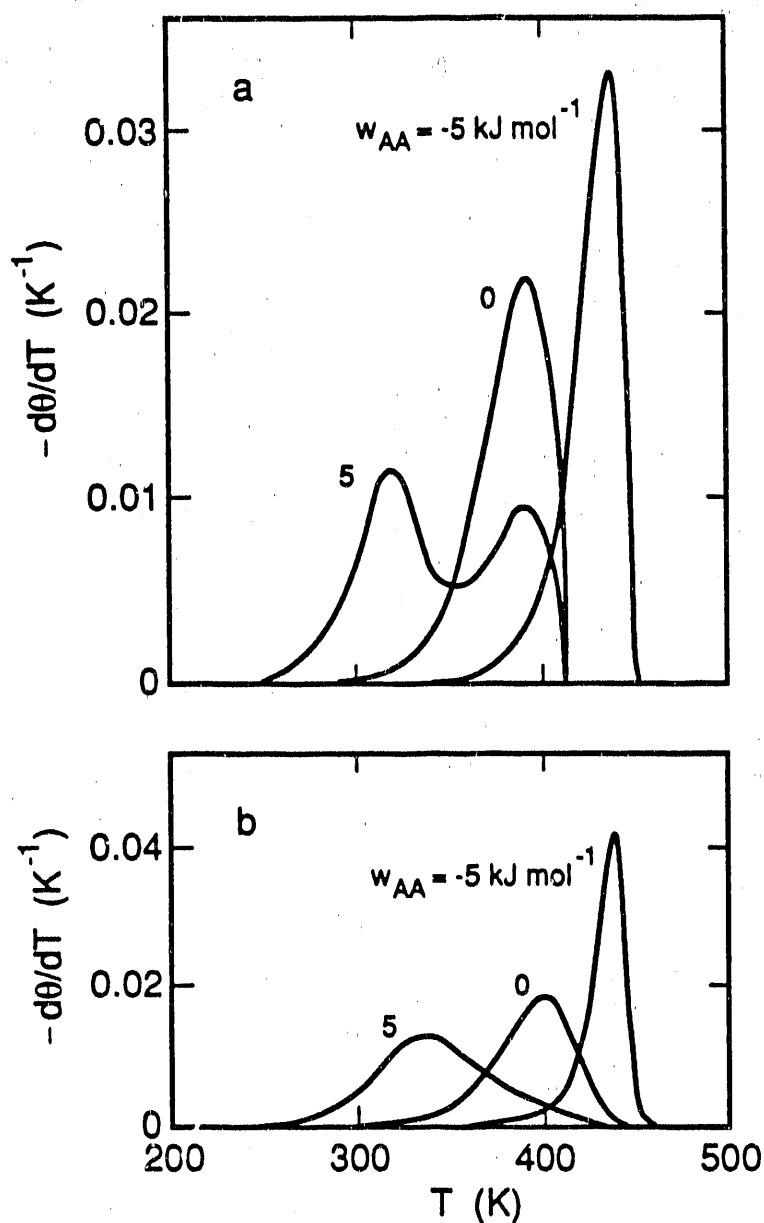 a
w_AA = -5 kJ mol^-1
0.03
0
0.02
5
0.01
0
-dθ/dT (K^-1)
b
0.04
w_AA = -5 kJ mol^-1
0
0.02
5
0
-dθ/dT (K^-1)
200 300 400 500
T (K)